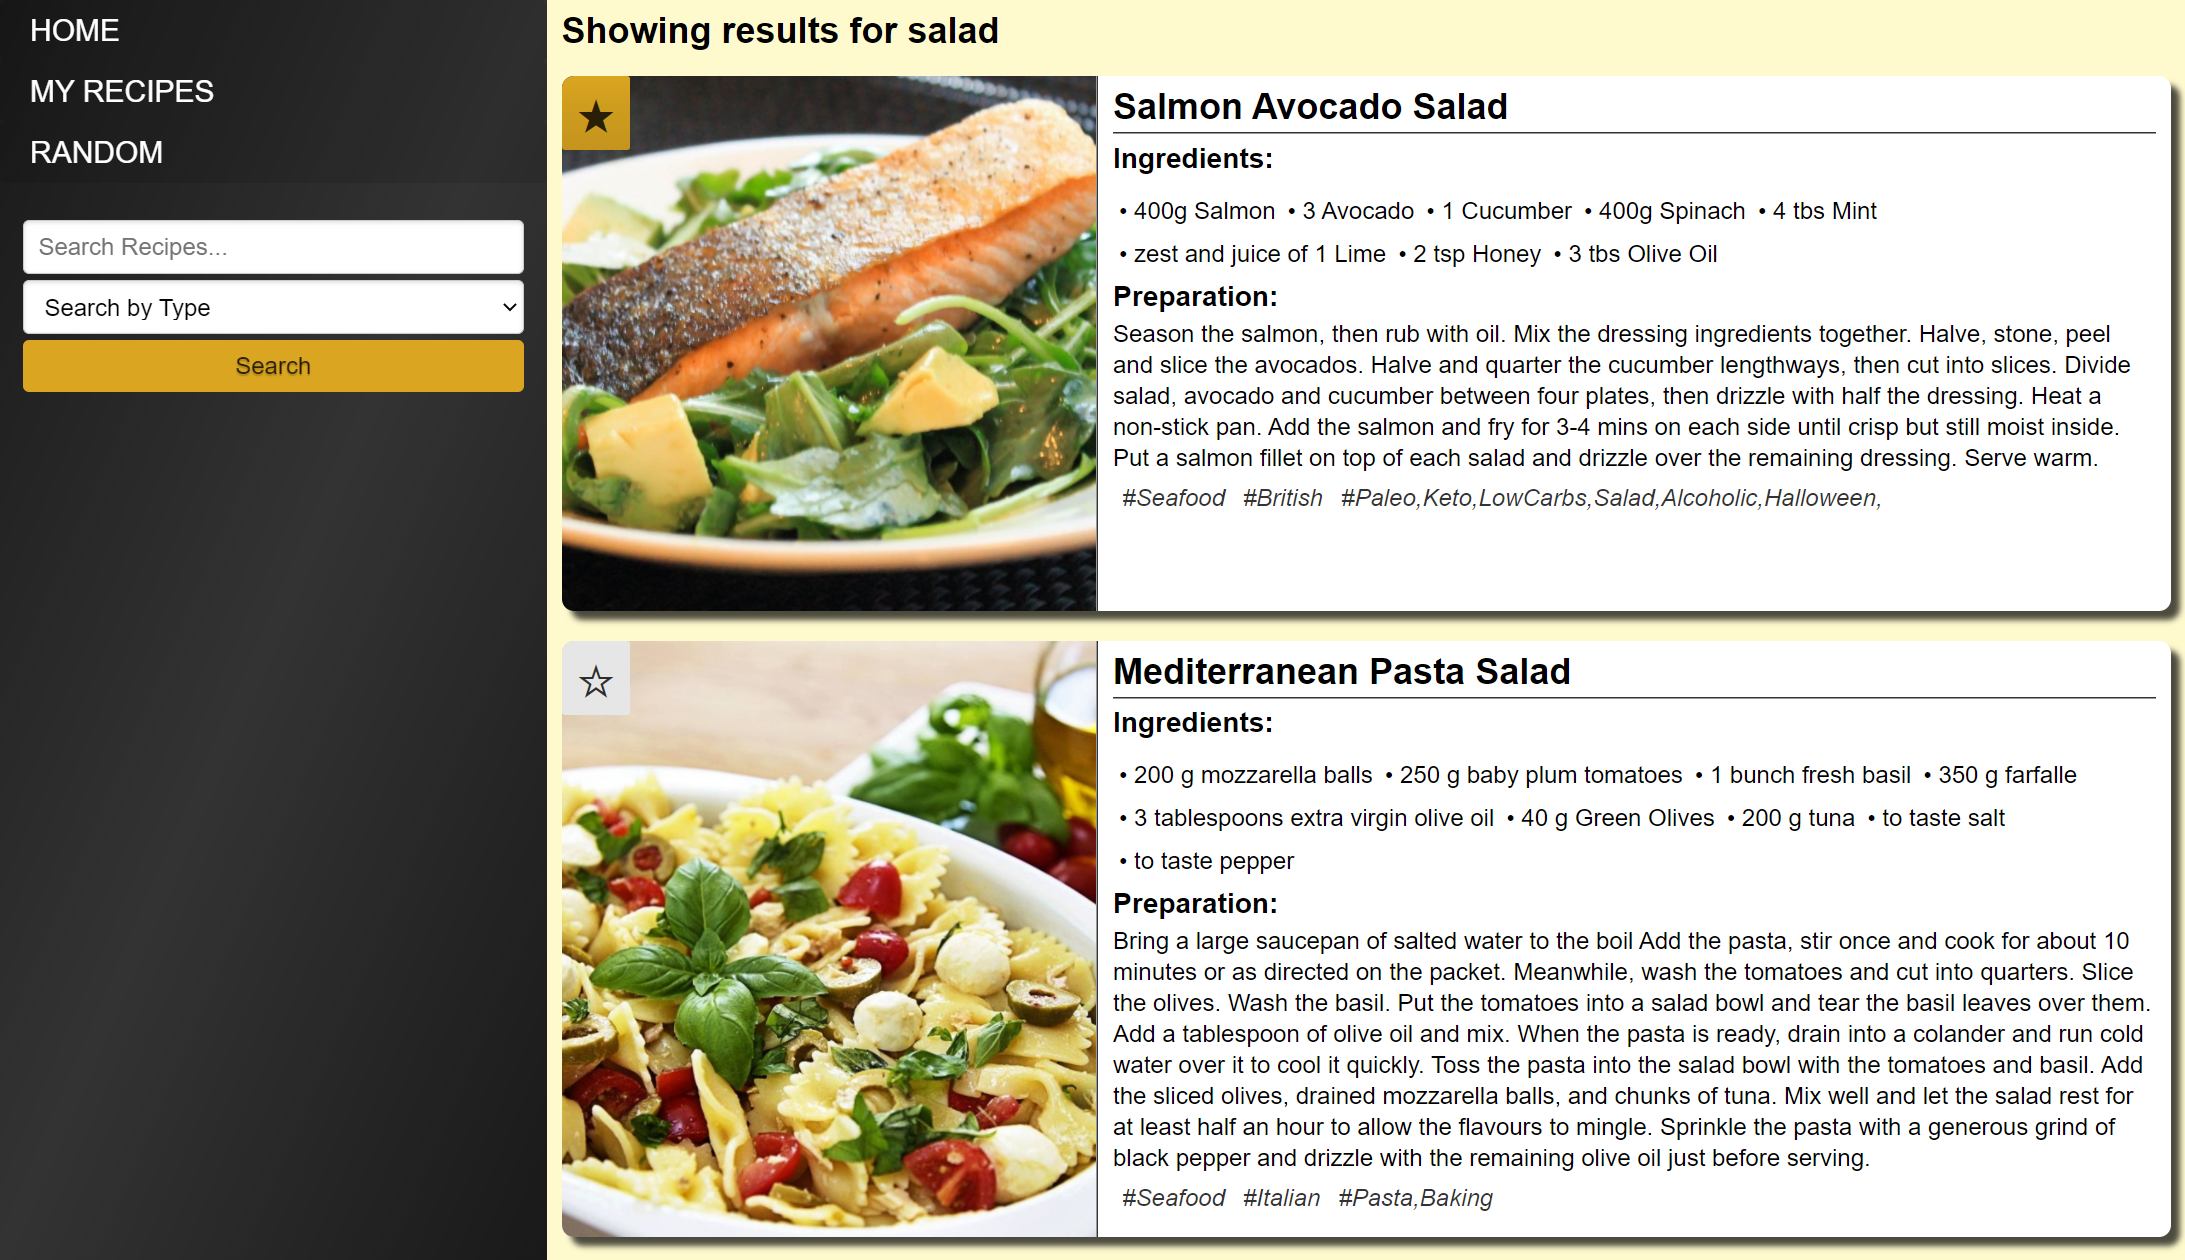 HOME
MY RECIPES
RANDOM
Search Recipes...
Search by Type
Search
Showing results for salad
★
Salmon Avocado Salad
Ingredients:
• 400g Salmon • 3 Avocado • 1 Cucumber • 400g Spinach • 4 tbs Mint
• zest and juice of 1 Lime • 2 tsp Honey • 3 tbs Olive Oil
Preparation:
Season the salmon, then rub with oil. Mix the dressing ingredients together. Halve, stone, peel
and slice the avocados. Halve and quarter the cucumber lengthways, then cut into slices. Divide
salad, avocado and cucumber between four plates, then drizzle with half the dressing. Heat a
non-stick pan. Add the salmon and fry for 3-4 mins on each side until crisp but still moist inside.
Put a salmon fillet on top of each salad and drizzle over the remaining dressing. Serve warm.
#Seafood #British #Paleo,Keto,LowCarbs,Salad,Alcoholic,Halloween,
☆
Mediterranean Pasta Salad
Ingredients:
• 200 g mozzarella balls • 250 g baby plum tomatoes • 1 bunch fresh basil • 350 g farfalle
• 3 tablespoons extra virgin olive oil • 40 g Green Olives • 200 g tuna • to taste salt
• to taste pepper
Preparation:
Bring a large saucepan of salted water to the boil Add the pasta, stir once and cook for about 10
minutes or as directed on the packet. Meanwhile, wash the tomatoes and cut into quarters. Slice
the olives. Wash the basil. Put the tomatoes into a salad bowl and tear the basil leaves over them.
Add a tablespoon of olive oil and mix. When the pasta is ready, drain into a colander and run cold
water over it to cool it quickly. Toss the pasta into the salad bowl with the tomatoes and basil. Add
the sliced olives, drained mozzarella balls, and chunks of tuna. Mix well and let the salad rest for
at least half an hour to allow the flavours to mingle. Sprinkle the pasta with a generous grind of
black pepper and drizzle with the remaining olive oil just before serving.
#Seafood #Italian #Pasta,Baking